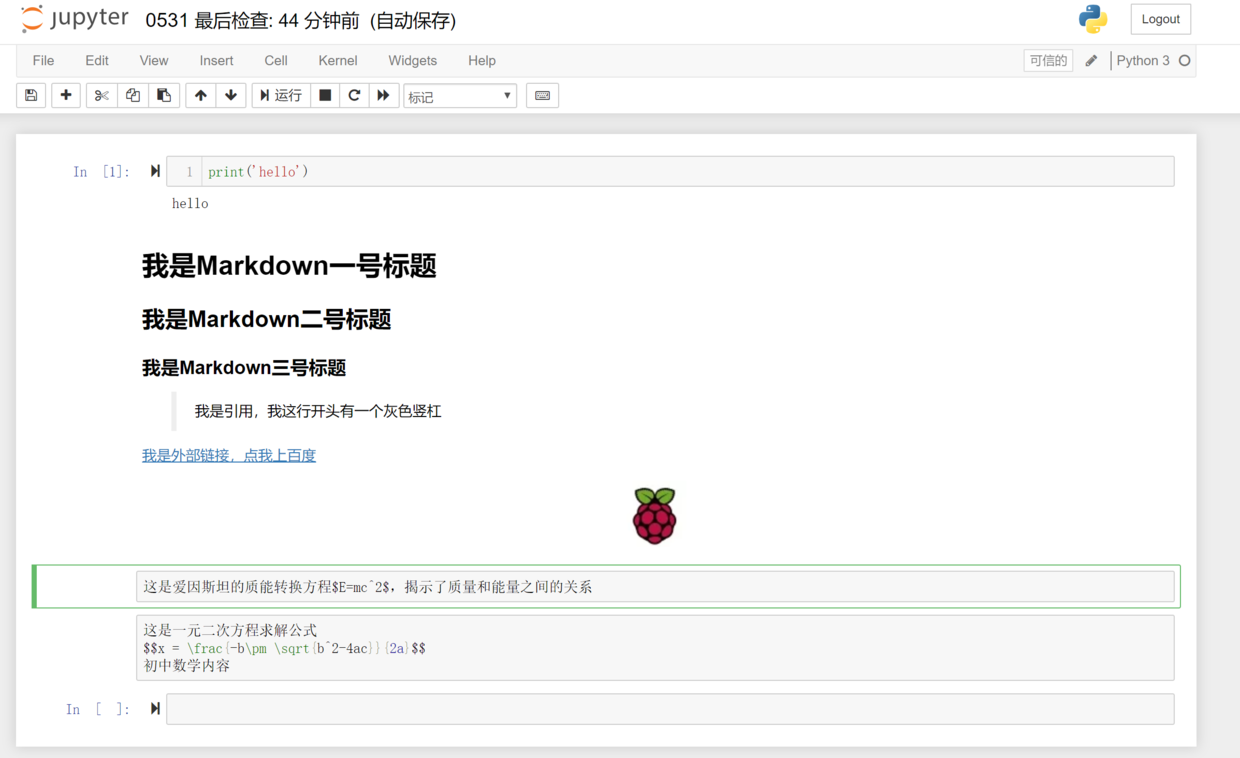 jupyter 0531 最后检查: 44 分钟前 (自动保存) Logout
File Edit View Insert Cell Kernel Widgets Help 可信的 Python 3
运行 标记
In [1]: 1 print('hello')
hello
我是Markdown一号标题
我是Markdown二号标题
我是Markdown三号标题
我是引用，我这行开头有一个灰色竖杠
我是外部链接，点我上百度
这是爱因斯坦的质能转换方程$E=mc^2$，揭示了质量和能量之间的关系
这是一元二次方程求解公式
$$x = \frac{-b\pm \sqrt{b^2-4ac}}{2a}$$
初中数学内容
In [ ]: